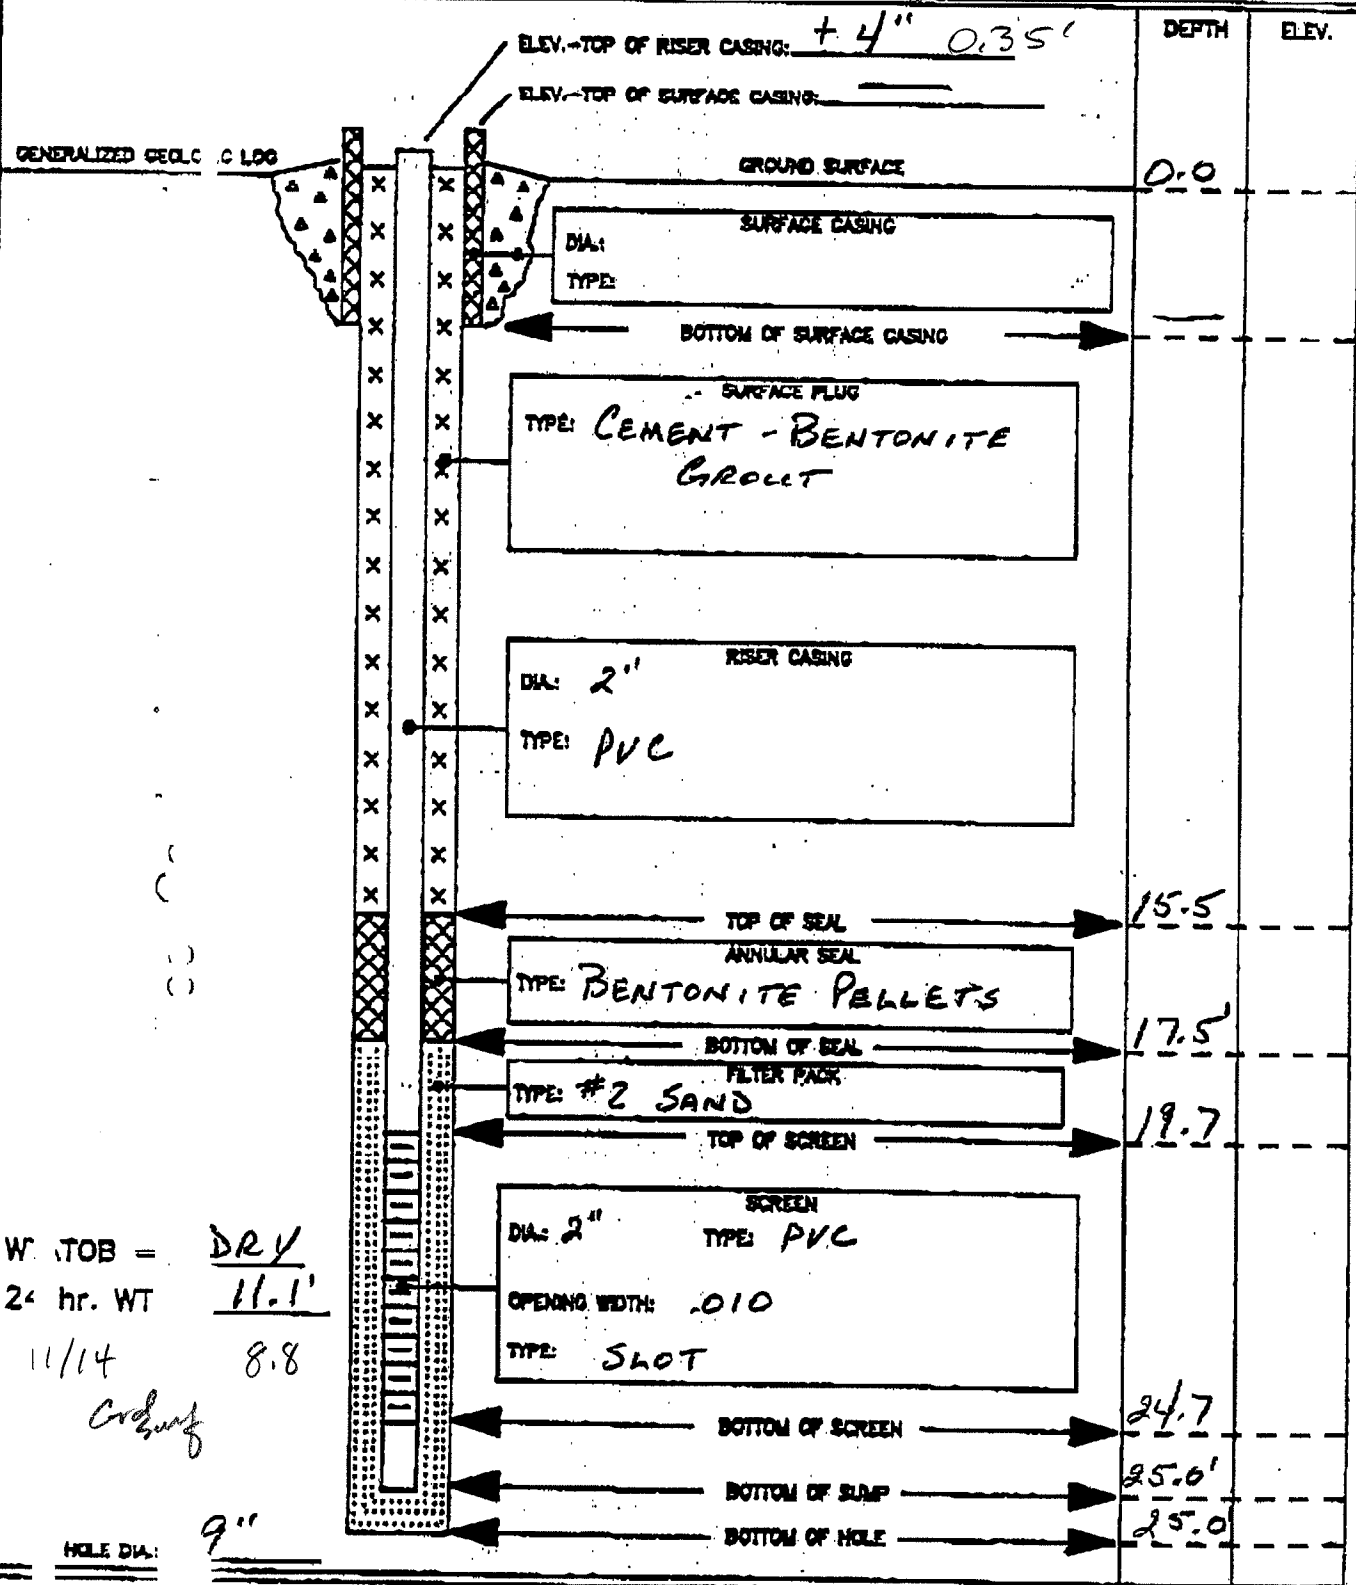 ELEV.-TOP OF RISER CASING: + 4" 0.35'
DEPTH ELEV.
ELEV.-TOP OF SURFACE CASING: —
GENERALIZED LOG
GROUND SURFACE 0.0
SURFACE CASING
DIA.:
TYPE:
BOTTOM OF SURFACE CASING —
SURFACE PLUG
TYPE: CEMENT - BENTONITE
GROUT
RISER CASING
DIA.: 2"
TYPE: PVC
TOP OF SEAL 15.5
ANNULAR SEAL
TYPE: BENTONITE PELLETS
BOTTOM OF SEAL 17.5'
FILTER PACK
TYPE: #2 SAND
TOP OF SCREEN 19.7
SCREEN
DIA.: 2" TYPE: PVC
W TOB = DRY
OPENING WIDTH: .010
hr. WT 11.1'
TYPE: SLOT
11/14 8.8
BOTTOM OF SCREEN 24.7
BOTTOM OF SUMP 25.0'
BOTTOM OF HOLE 25.0
HOLE DIA.: 9"